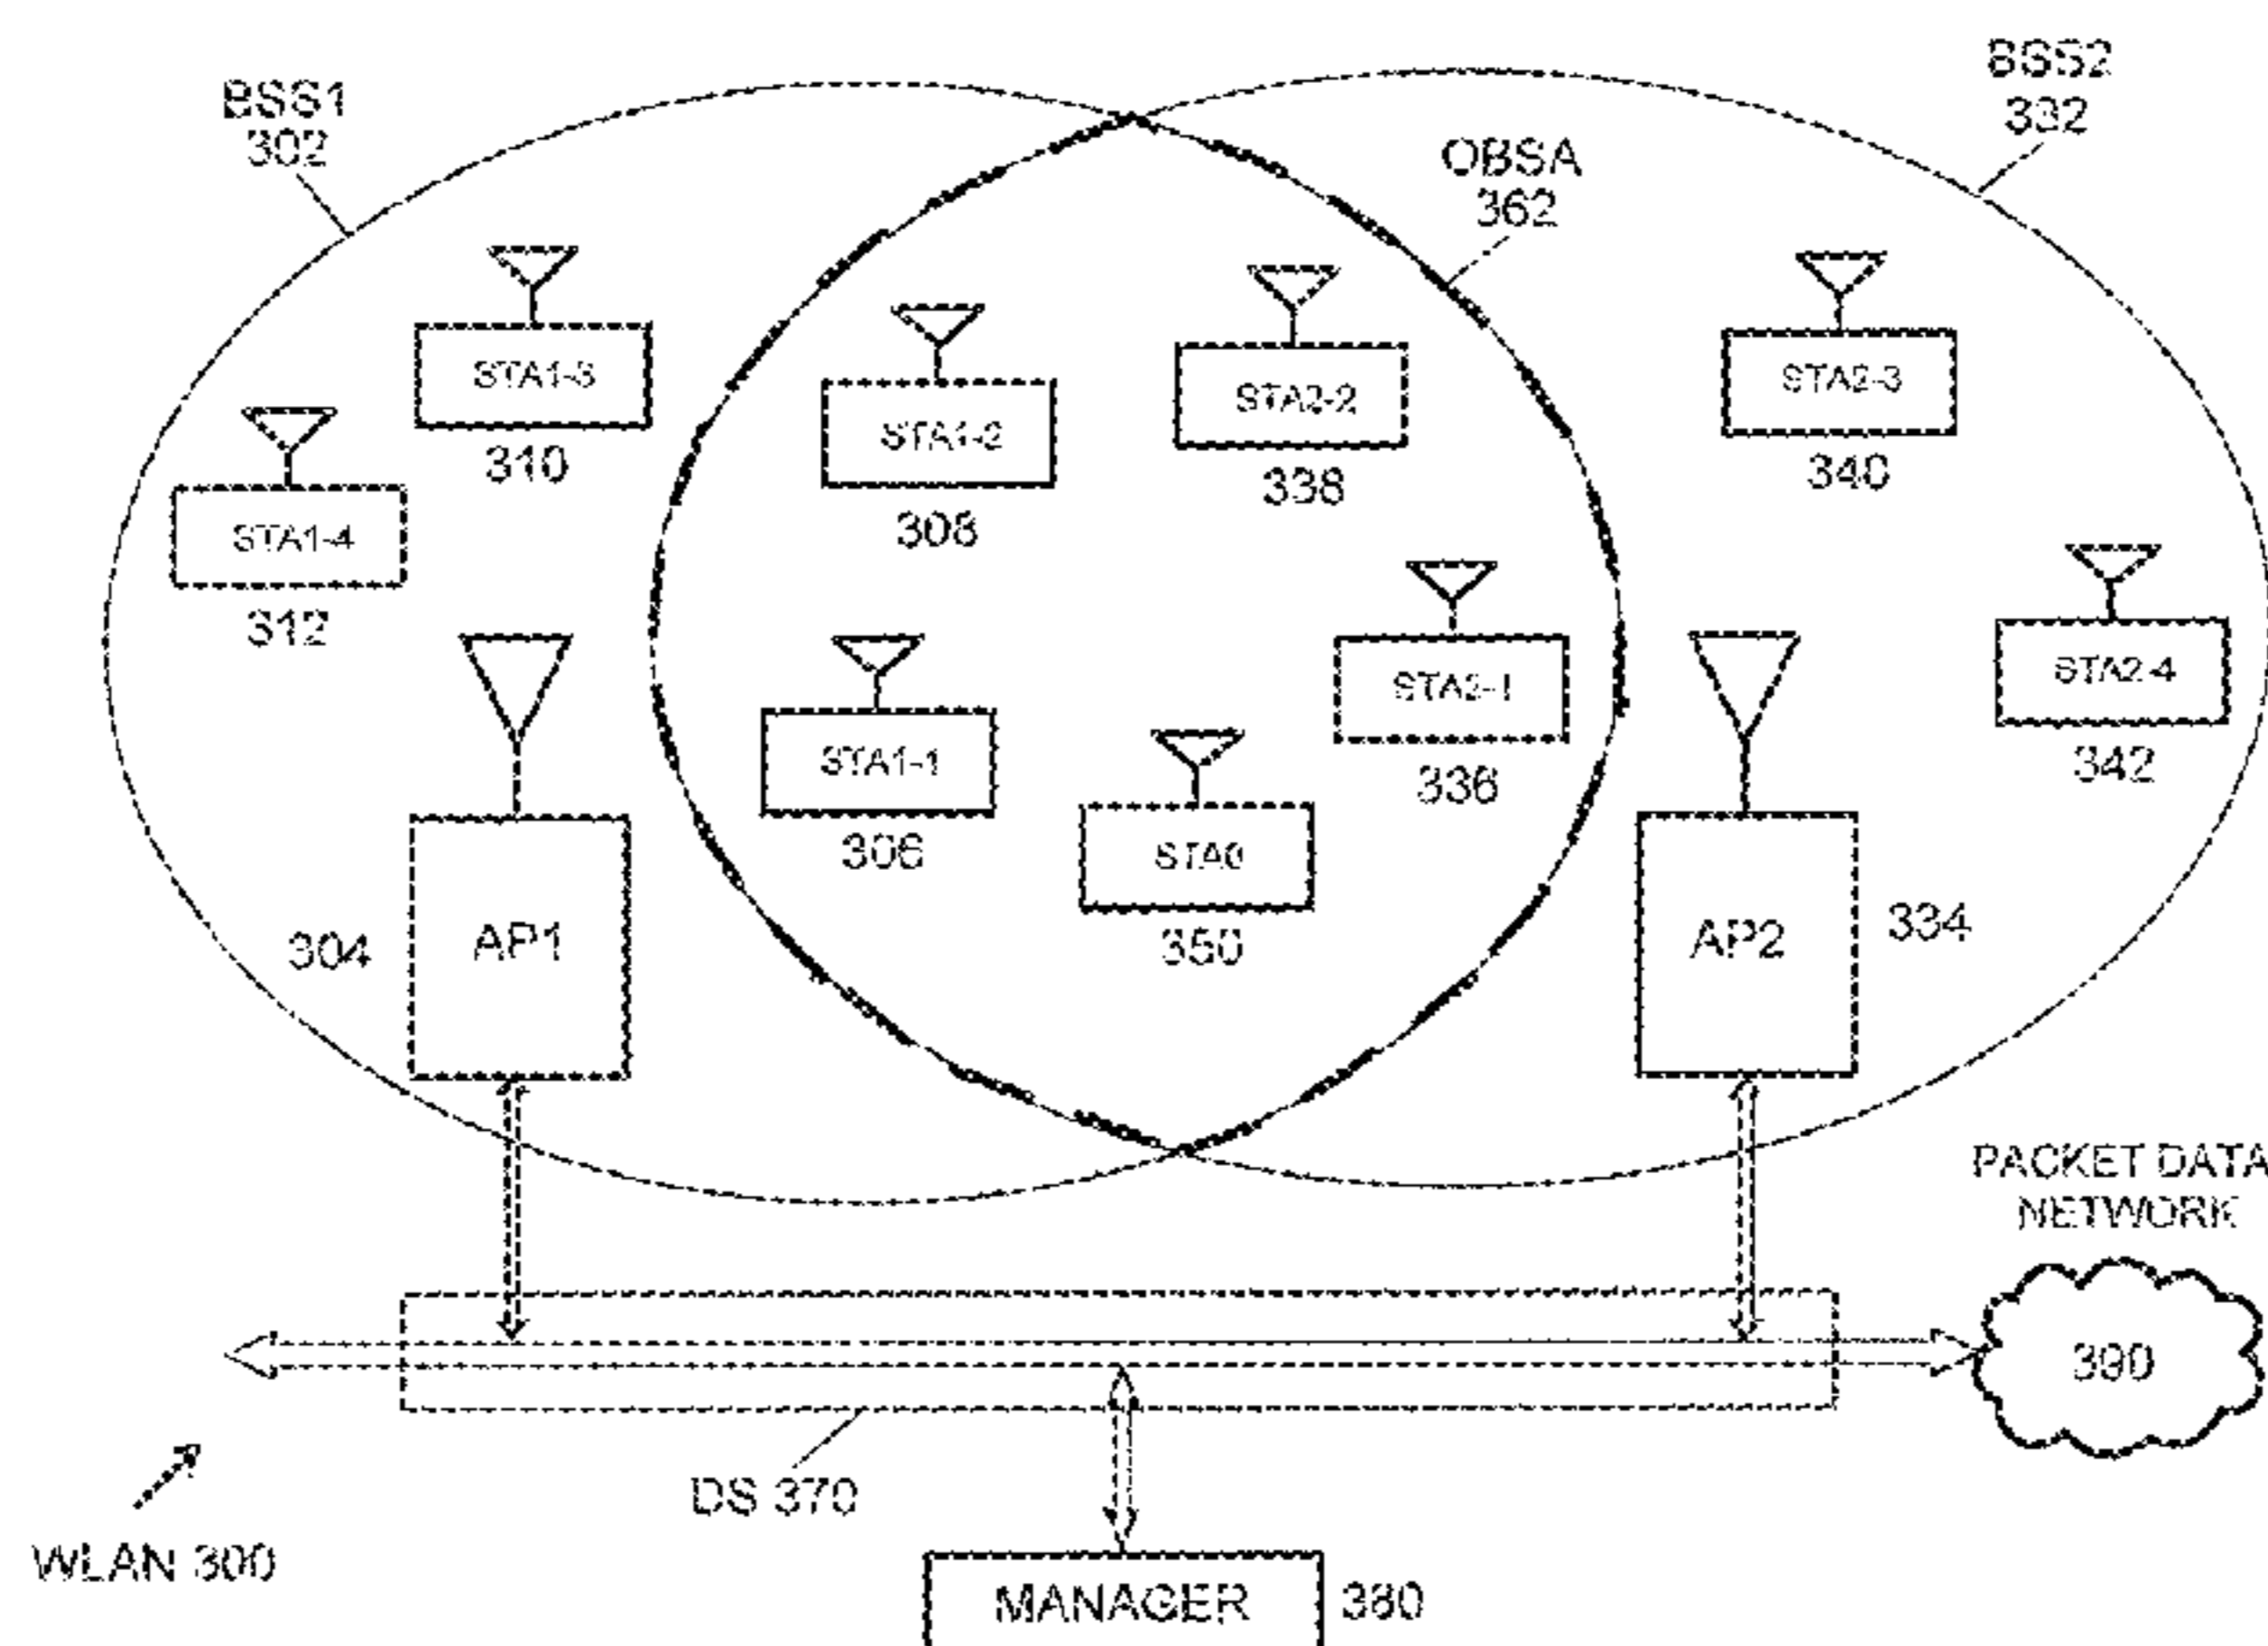 BSS1
302
BSS2
332
OBSA
362
STA1-3
310
STA1-2
308
STA2-2
338
STA2-3
340
STA1-4
312
STA1-1
306
STA0
350
STA2-1
336
STA2-4
342
304
AP1
AP2
334
PACKET DATA
NETWORK
390
DS 370
WLAN 300
MANAGER
380